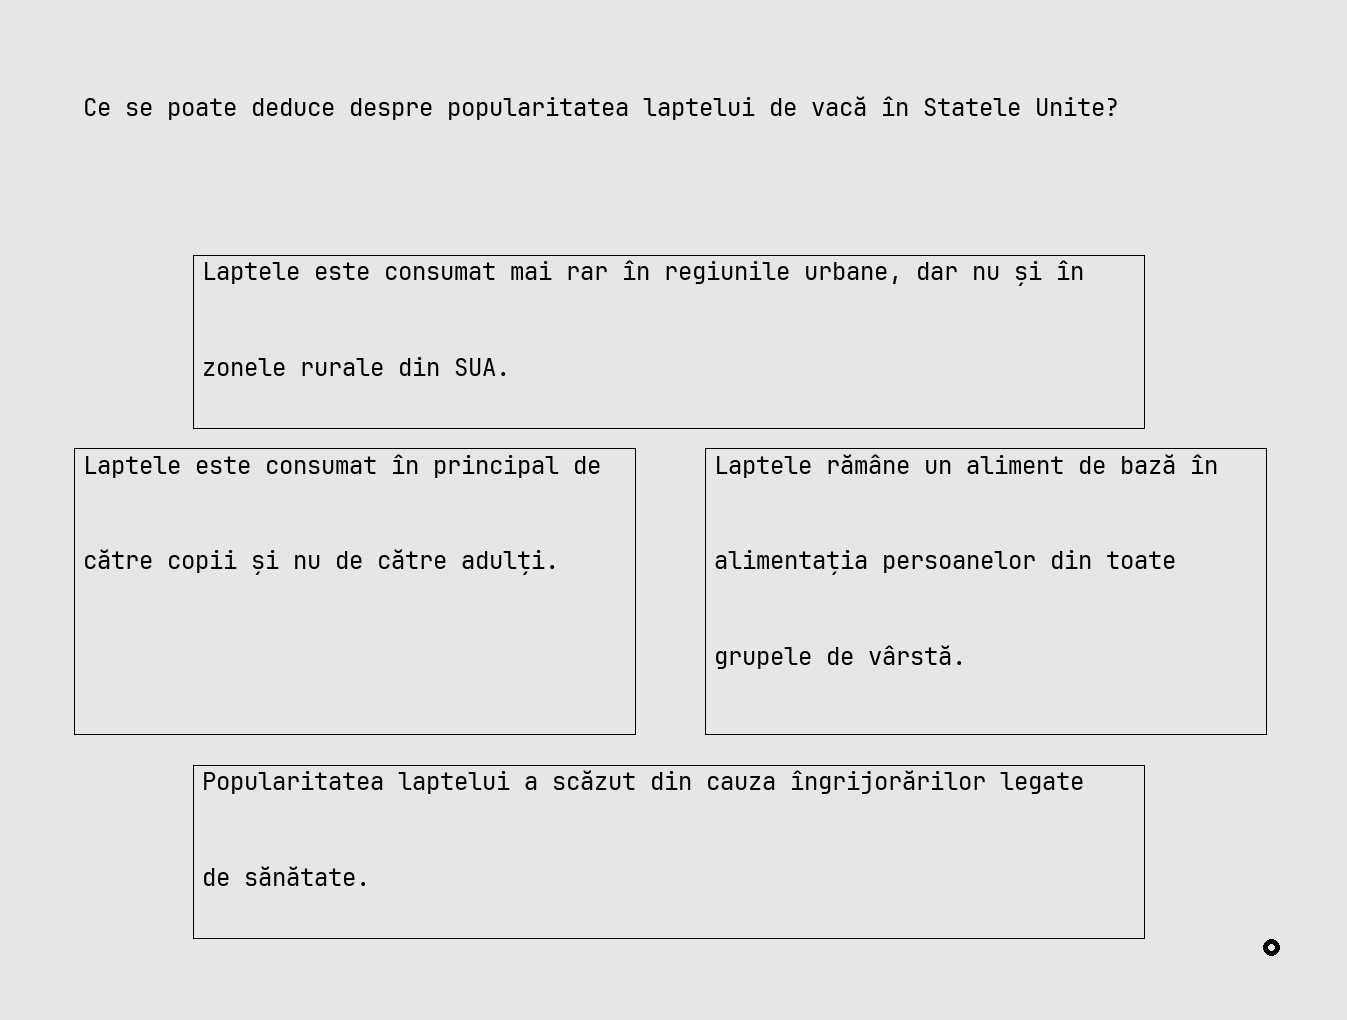 Ce se poate deduce despre popularitatea laptelui de vacă în Statele Unite?
Laptele este consumat mai rar în regiunile urbane, dar nu și în
zonele rurale din SUA.
Laptele este consumat în principal de
către copii și nu de către adulți.
Laptele rămâne un aliment de bază în
alimentația persoanelor din toate
grupele de vârstă.
Popularitatea laptelui a scăzut din cauza îngrijorărilor legate
de sănătate.